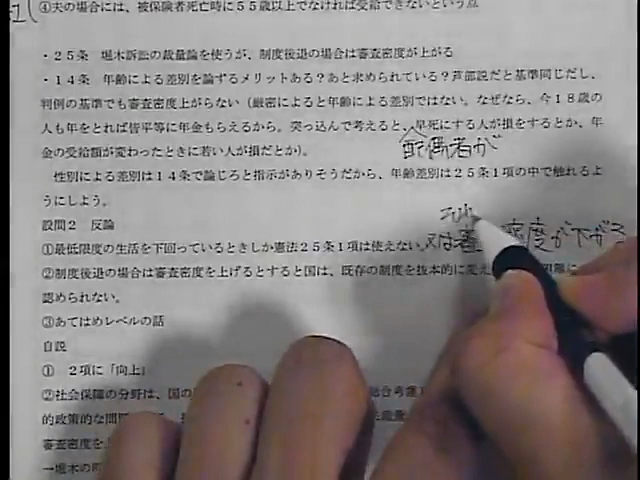 ④夫の場合には、被保険者死亡時に５５歳以上でなければ受給できないという点
・２５条　堀木訴訟の裁量論を使うが、制度後退の場合は審査密度が上がる
・１４条　年齢による差別を論ずるメリットある？あと求められている？芦部説だと基準同じだし、
判例の基準でも審査密度上がらない（厳密によると年齢による差別ではない。なぜなら、今１８歳の
人も年をとれば皆平等に年金もらえるから。突っ込んで考えると、早死にする人が損をするとか、年
金の受給額が変わったときに若い人が損だとか）。
配偶者が
性別による差別は１４条で論じろと指示がありそうだから、年齢差別は２５条１項の中で触れるよ
うにしよう。
設問２　反論
①最低限度の生活を下回っているときしか憲法２５条１項は使えない。
又は審 密度が下がる
②制度後退の場合は審査密度を上げるとすると国は、既存の制度を抜本的に変え
認められない。
③あてはめレベルの話
自説
①　２項に「向上」
②社会保障の分野は、国の
的政策的な
審査密度を
―堀木の